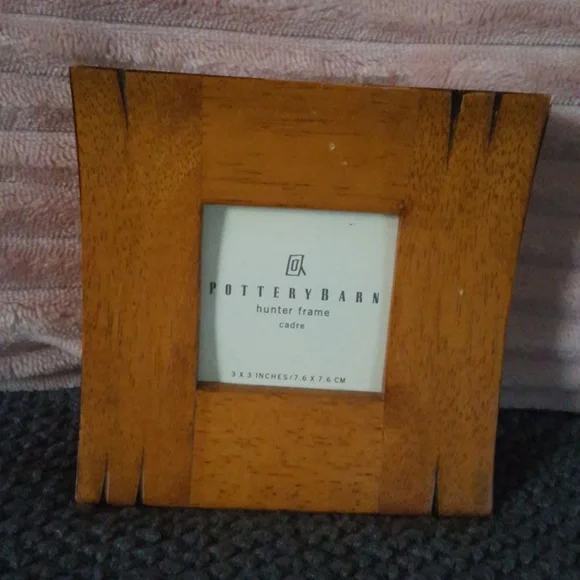 POTTERYBARN
hunter frame
cadre
3 X 3 INCHES/7.6 X 7.6 CM